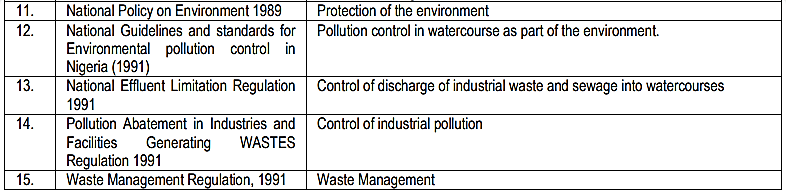 11. National Policy on Environment 1989 Protection of the environment
12. National Guidelines and standards for Pollution control in watercourse as part of the environment.
Environmental pollution control in
Nigeria (1991)
13. National Effluent Limitation Regulation Control of discharge of industrial waste and sewage into watercourses
1991
14. Pollution Abatement in Industries and Control of industrial pollution
Facilities Generating WASTES
Regulation 1991
15. Waste Management Regulation, 1991 Waste Management